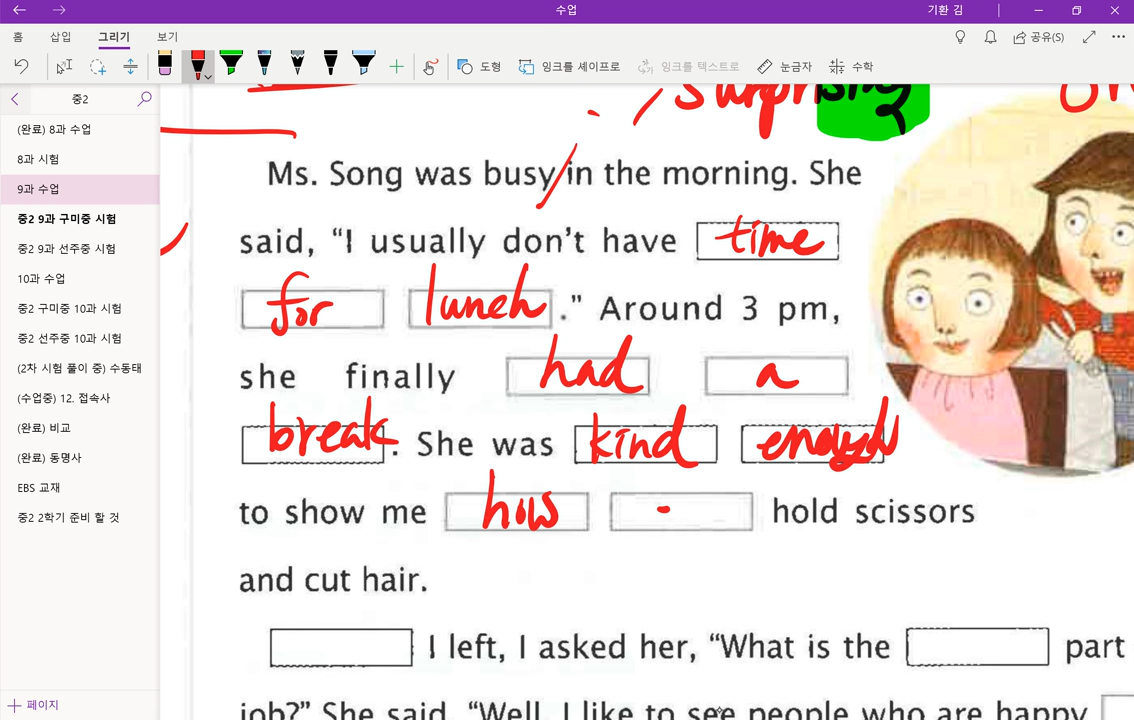 수업
기환 김
홈 삽입 그리기 보기
공유(S)
도형 잉크를 셰이프로 잉크를 텍스트로 눈금자 수학
중2
(완료) 8과 수업
8과 시험
9과 수업
중2 9과 구미중 시험
중2 9과 선주중 시험
10과 수업
중2 구미중 10과 시험
중2 선주중 10과 시험
(2차 시험 풀이 중) 수동태
(수업중) 12. 접속사
(완료) 비교
(완료) 동명사
EBS 교재
중2 2학기 준비 할 것
페이지
surprising
Ms. Song was busy in the morning. She
said, “I usually don’t have time
for lunch .” Around 3 pm,
she finally had a
break . She was kind enough
to show me how hold scissors
and cut hair.
I left, I asked her, “What is the part
job?” She said, “Well, I like to see people who are happy